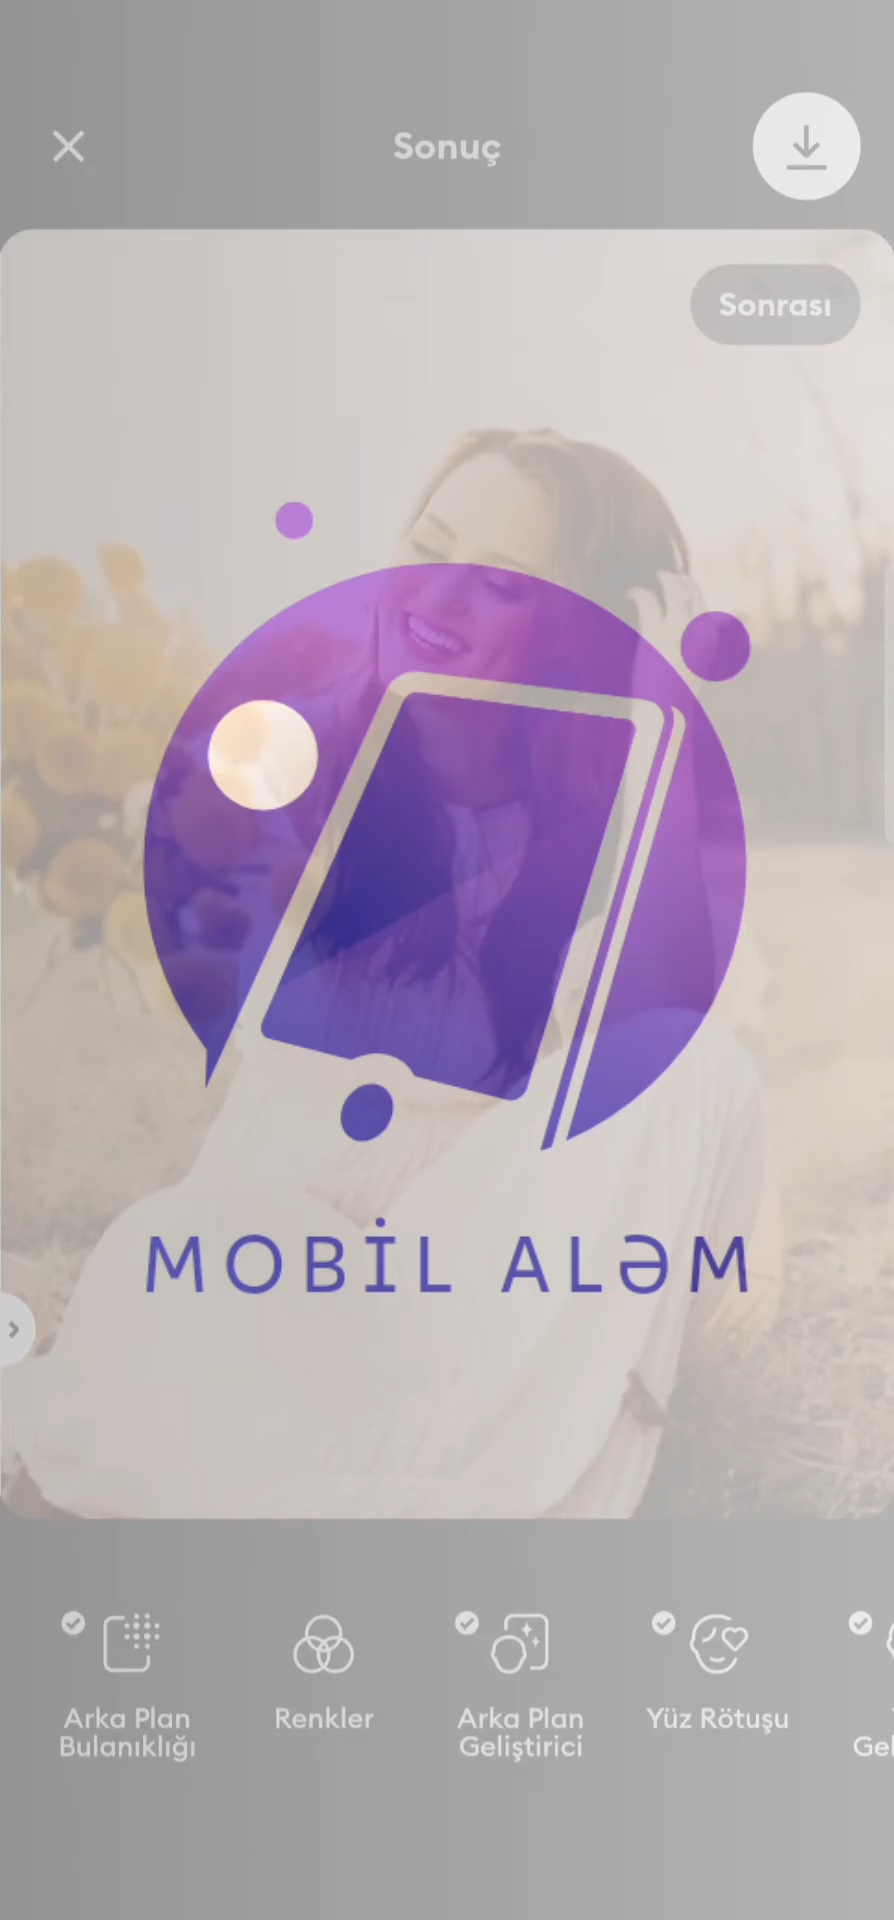 Sonuç
Sonrası
MOBİL ALƏM
Arka Plan
Bulanıklığı
Renkler
Arka Plan
Geliştirici
Yüz Rötuşu